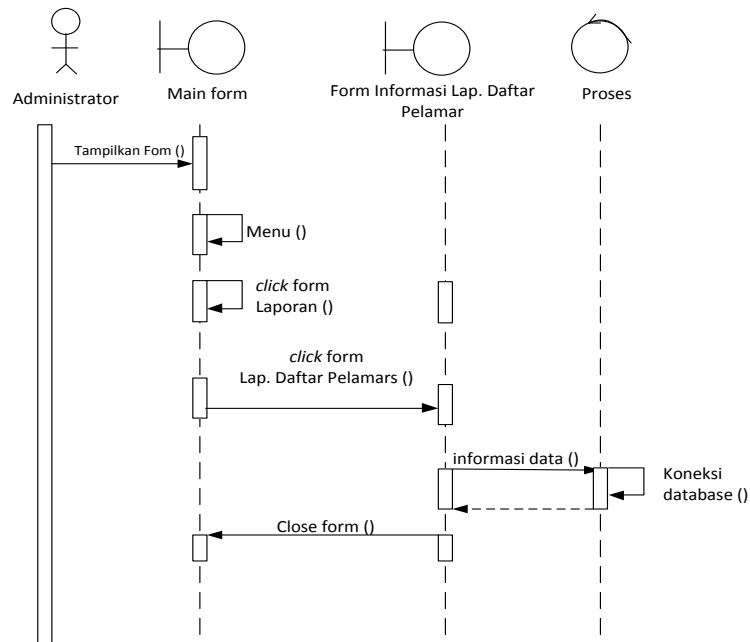 Administrator
Main form
Form Informasi Lap. Daftar
Pelamar
Proses
Tampilkan Fom ()
Menu ()
click form
Laporan ()
click form
Lap. Daftar Pelamars ()
informasi data ()
Koneksi
database ()
Close form ()